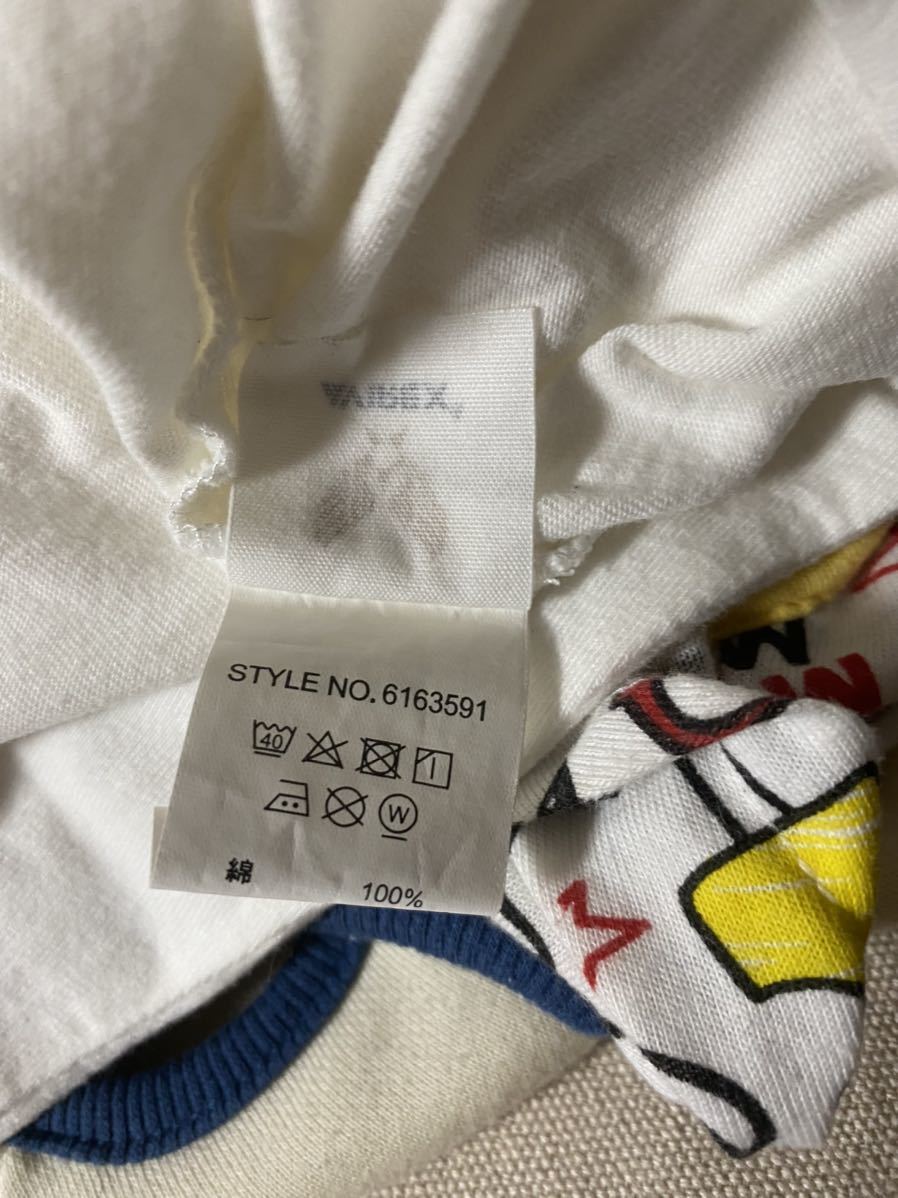 AVIREX
STYLE NO. 6163591
40
W
綿 100%
M
M
M